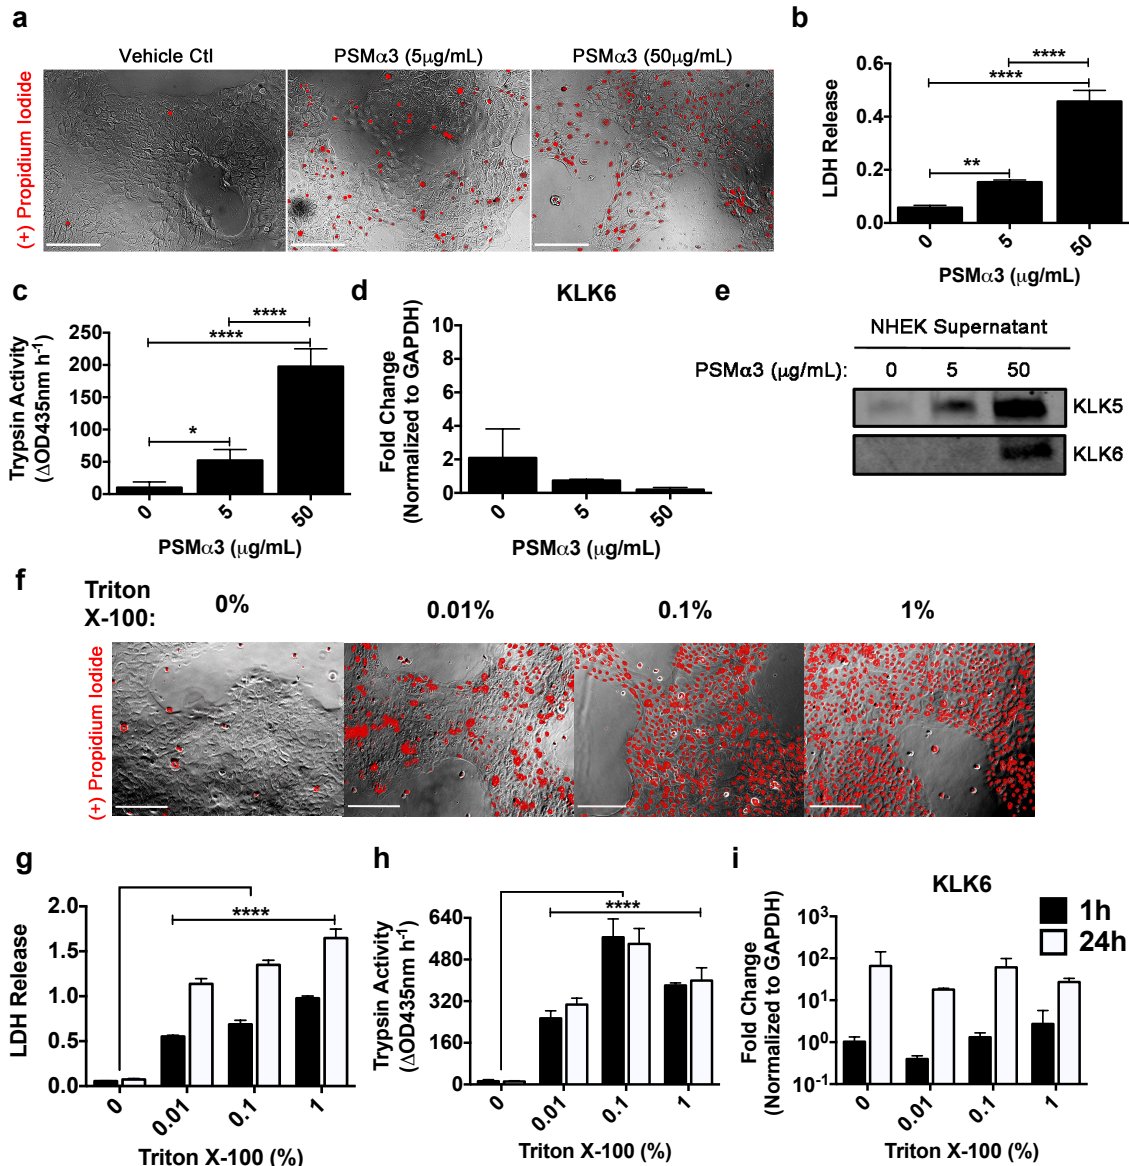 a
Vehicle Ctl
PSMα3 (5µg/mL)
PSMα3 (50µg/mL)
(+) Propidium Iodide
b
LDH Release
0.6
0.4
0.2
0.0
****
****
**
0
5
50
PSMα3 (µg/mL)
c
Trypsin Activity
(ΔOD435nm h⁻¹)
250
200
150
100
50
0
****
****
*
0
5
50
PSMα3 (µg/mL)
d
KLK6
Fold Change
(Normalized to GAPDH)
10
8
6
4
2
0
0
5
50
PSMα3 (µg/mL)
e
NHEK Supernatant
PSMα3 (µg/mL): 0 5 50
KLK5
KLK6
f
Triton
X-100:
0%
0.01%
0.1%
1%
(+) Propidium Iodide
g
LDH Release
2.0
1.5
1.0
0.5
0.0
****
0
0.01
0.1
1
Triton X-100 (%)
h
Trypsin Activity
(ΔOD435nm h⁻¹)
640
480
320
160
0
****
0
0.01
0.1
1
Triton X-100 (%)
i
KLK6
Fold Change
(Normalized to GAPDH)
10³
10²
10¹
10⁰
10⁻¹
0
0.01
0.1
1
Triton X-100 (%)
1h
24h